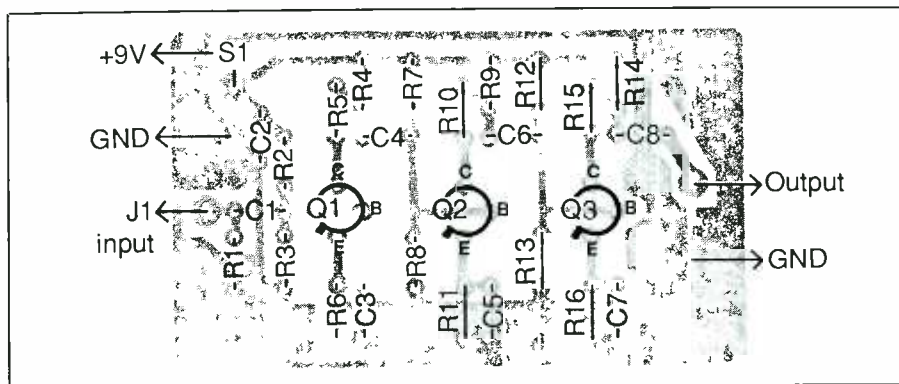 +9V S1
R4 R7 R9 R12 R14
R5 R10 R15
GND C2 C4 C6 C8
R2
C C
J1 C1 Q1 B Q2 B Q3 B Output
input R1
R3 R8 E R13 E GND
R6 C3 R11 C5 R16 C7